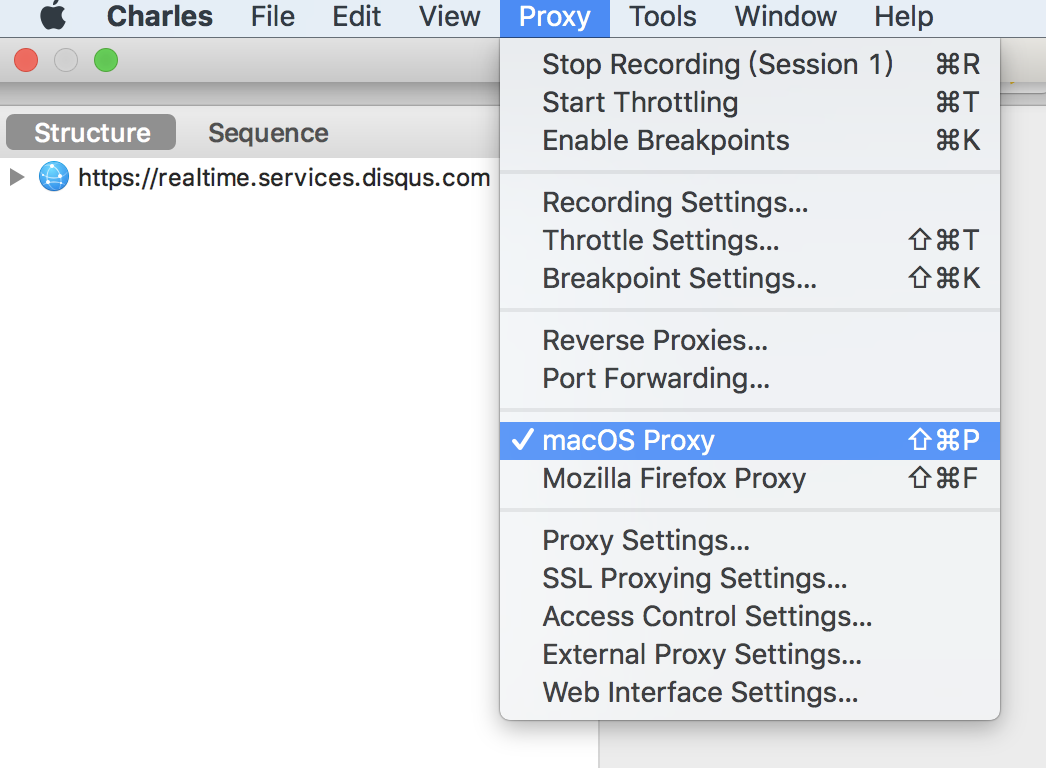 Charles File Edit View Proxy Tools Window Help
Stop Recording (Session 1) ⌘R
Start Throttling ⌘T
Enable Breakpoints ⌘K
Structure Sequence
https://realtime.services.disqus.com
Recording Settings...
Throttle Settings... ⇧⌘T
Breakpoint Settings... ⇧⌘K
Reverse Proxies...
Port Forwarding...
✓ macOS Proxy ⇧⌘P
Mozilla Firefox Proxy ⇧⌘F
Proxy Settings...
SSL Proxying Settings...
Access Control Settings...
External Proxy Settings...
Web Interface Settings...